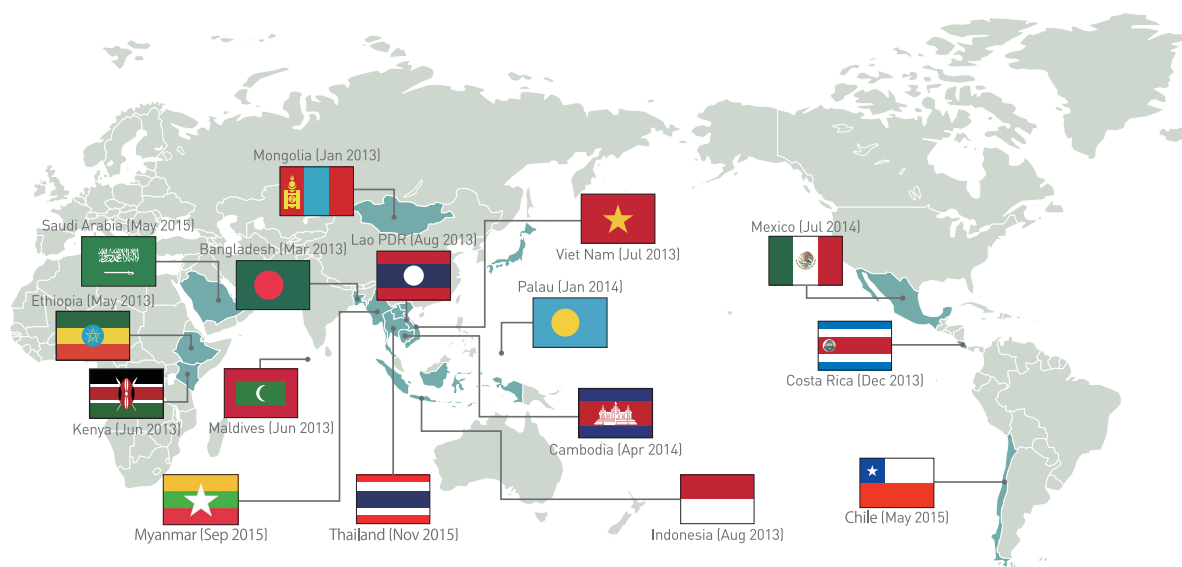 Mongolia (Jan 2013)
Saudi Arabia (May 2015)
Bangladesh (Mar 2013)
Lao PDR (Aug 2013)
Viet Nam (Jul 2013)
Mexico (Jul 2014)
Ethiopia (May 2013)
Palau (Jan 2014)
Costa Rica (Dec 2013)
Kenya (Jun 2013)
Maldives (Jun 2013)
Cambodia (Apr 2014)
Myanmar (Sep 2015)
Thailand (Nov 2015)
Indonesia (Aug 2013)
Chile (May 2015)